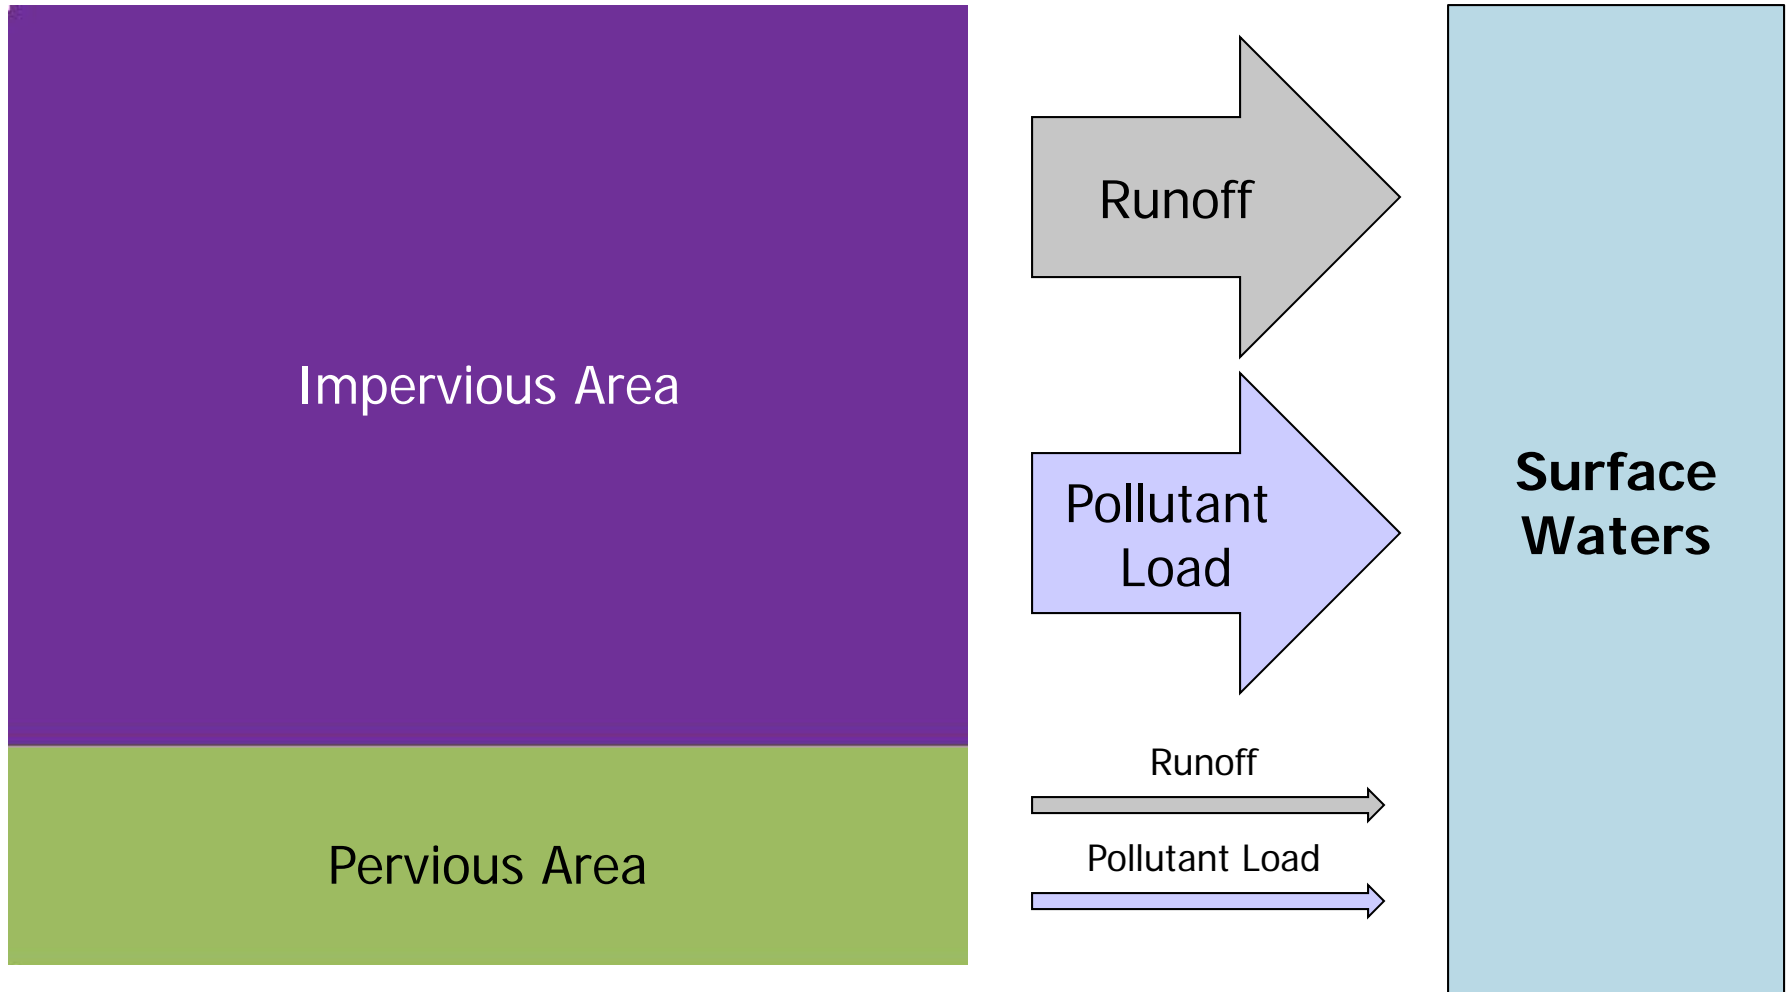 Impervious Area
Pervious Area
Runoff
Pollutant
Load
Runoff
Pollutant Load
Surface
Waters